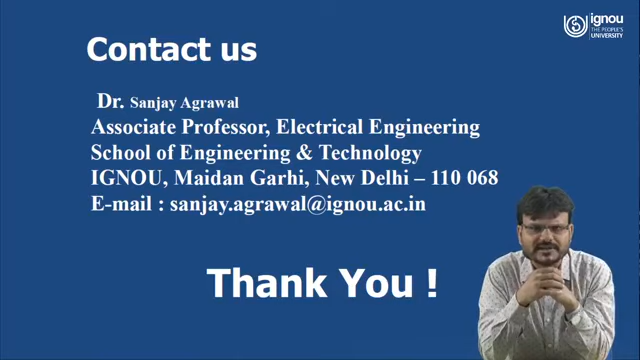 ignou
THE PEOPLE'S
UNIVERSITY
Contact us
Dr. Sanjay Agrawal
Associate Professor, Electrical Engineering
School of Engineering & Technology
IGNOU, Maidan Garhi, New Delhi – 110 068
E-mail : sanjay.agrawal@ignou.ac.in
Thank You !